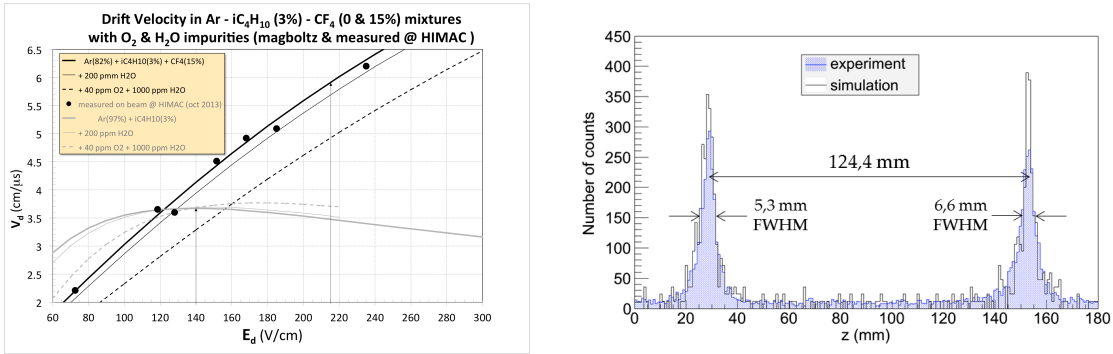 Drift Velocity in Ar - iC4H10 (3%) - CF4 (0 & 15%) mixtures
with O2 & H2O impurities (magboltz & measured @ HIMAC )
6.5
6
5.5
5
4.5
4
3.5
3
2.5
2
Vd (cm/µs)
Ar(82%) + iC4H10(3%) + CF4(15%)
+ 200 pmm H2O
+ 40 ppm O2 + 1000 ppm H2O
measured on beam @ HIMAC (oct 2013)
Ar(97%) + iC4H10(3%)
+ 200 ppm H2O
+ 40 ppm O2 + 1000 ppm H2O
60 80 100 120 140 160 180 200 220 240 260 280 300
Ed (V/cm)
450
400
350
300
250
200
150
100
50
0
Number of counts
experiment
simulation
124,4 mm
5,3 mm
FWHM
6,6 mm
FWHM
0 20 40 60 80 100 120 140 160 180
z (mm)